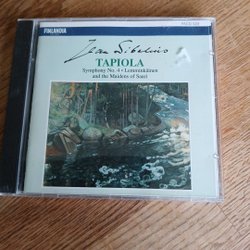 FINLANDIA
Jean Sibelius
TAPIOLA
Symphony No. 4 • Lemminkäinen
and the Maidens of Saari